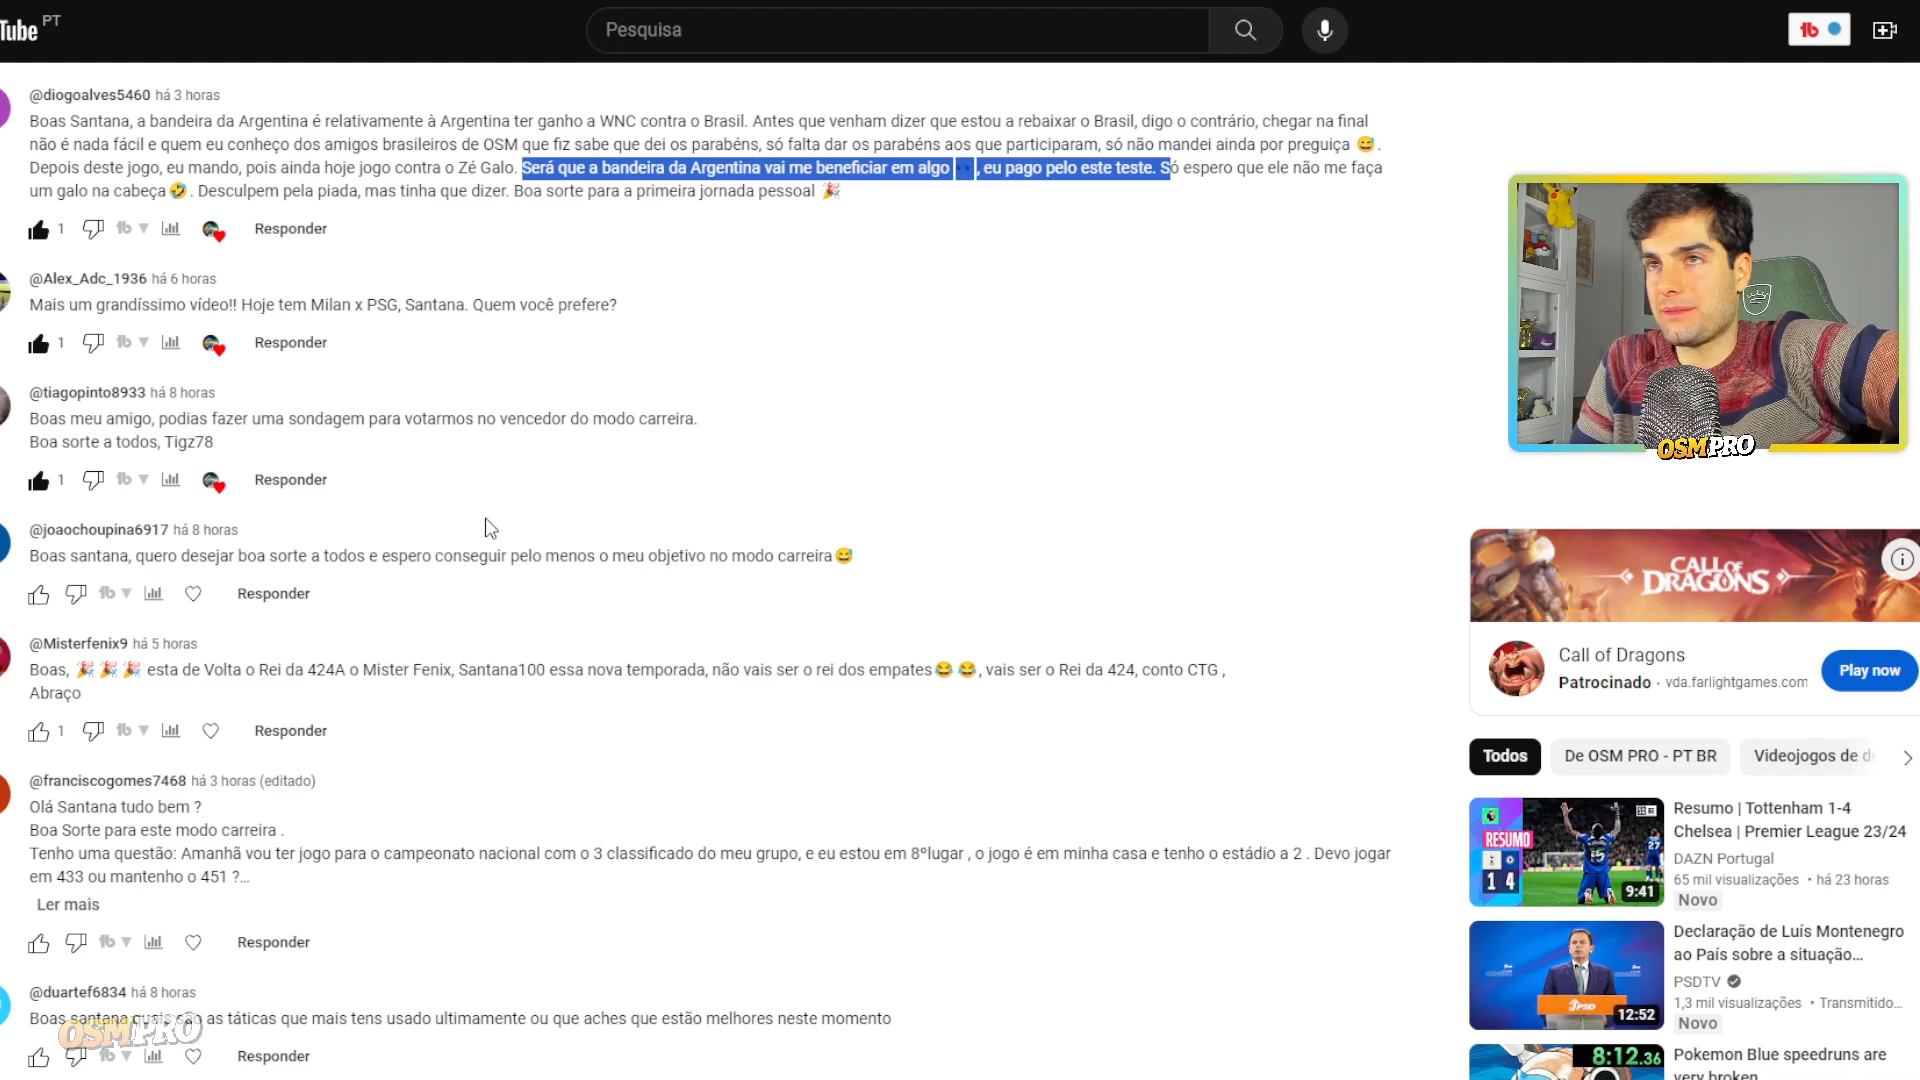 Tube PT
Pesquisa
@diogoalves5460 há 3 horas
Boas Santana, a bandeira da Argentina é relativamente à Argentina ter ganho a WNC contra o Brasil. Antes que venham dizer que estou a rebaixar o Brasil, digo o contrário, chegar na final
não é nada fácil e quem eu conheço dos amigos brasileiros de OSM que fiz sabe que dei os parabéns, só falta dar os parabéns aos que participaram, só não mandei ainda por preguiça 😅.
Depois deste jogo, eu mando, pois ainda hoje jogo contra o Zé Galo. Será que a bandeira da Argentina vai me beneficiar em algo 👀, eu pago pelo este teste. Só espero que ele não me faça
um galo na cabeça🤣. Desculpem pela piada, mas tinha que dizer. Boa sorte para a primeira jornada pessoal 🎉
1 Responder
@Alex_Adc_1936 há 6 horas
Mais um grandíssimo vídeo!! Hoje tem Milan x PSG, Santana. Quem você prefere?
1 Responder
@tiagopinto8933 há 8 horas
Boas meu amigo, podias fazer uma sondagem para votarmos no vencedor do modo carreira.
Boa sorte a todos, Tigz78
1 Responder
@joaochoupina6917 há 8 horas
Boas santana, quero desejar boa sorte a todos e espero conseguir pelo menos o meu objetivo no modo carreira😅
Responder
@Misterfenix9 há 5 horas
Boas, 🎉 🎉 🎉 esta de Volta o Rei da 424A o Mister Fenix, Santana100 essa nova temporada, não vais ser o rei dos empates😂 😂, vais ser o Rei da 424, conto CTG ,
Abraço
1 Responder
@franciscogomes7468 há 3 horas (editado)
Olá Santana tudo bem ?
Boa Sorte para este modo carreira .
Tenho uma questão: Amanhã vou ter jogo para o campeonato nacional com o 3 classificado do meu grupo, e eu estou em 8ºlugar , o jogo é em minha casa e tenho o estádio a 2 . Devo jogar
em 433 ou mantenho o 451 ?...
Ler mais
Responder
@duartef6834 há 8 horas
Boas santana quais são as táticas que mais tens usado ultimamente ou que aches que estão melhores neste momento
OSMPRO
Responder
OSMPRO
CALL OF
DRAGONS
Call of Dragons
Patrocinado · vda.farlightgames.com
Play now
Todos
De OSM PRO - PT BR
Videojogos de
RESUMO
1 4
15
27
9:41
Resumo | Tottenham 1-4
Chelsea | Premier League 23/24
DAZN Portugal
65 mil visualizações • há 23 horas
Novo
PSD
12:52
Declaração de Luís Montenegro
ao País sobre a situação...
PSDTV
1,3 mil visualizações • Transmitido...
Novo
8:12.36
Pokemon Blue speedruns are
very broken